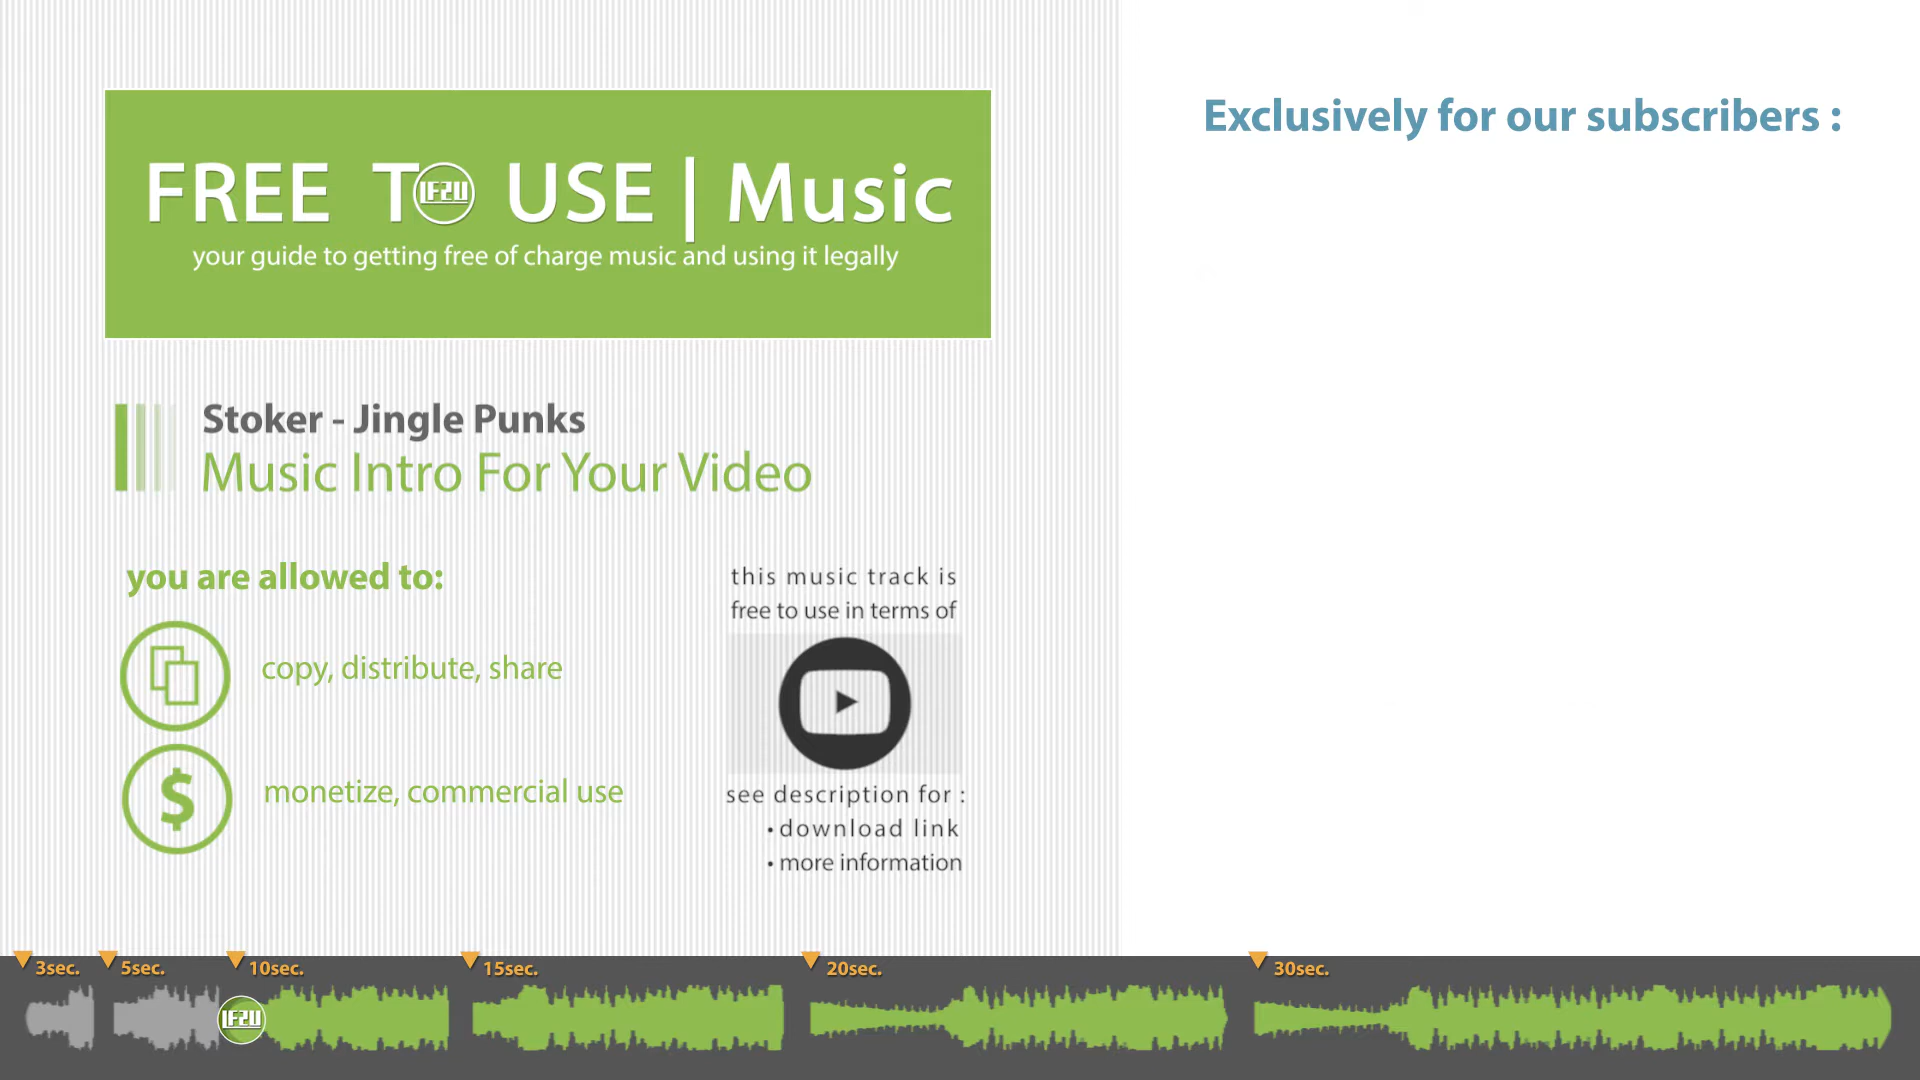 FREE TO USE | Music
IF2U
your guide to getting free of charge music and using it legally
Exclusively for our subscribers :
Stoker - Jingle Punks
Music Intro For Your Video
you are allowed to:
copy, distribute, share
$
monetize, commercial use
this music track is
free to use in terms of
see description for :
• download link
• more information
3sec. 5sec. 10sec. 15sec. 20sec. 30sec.
IF2U